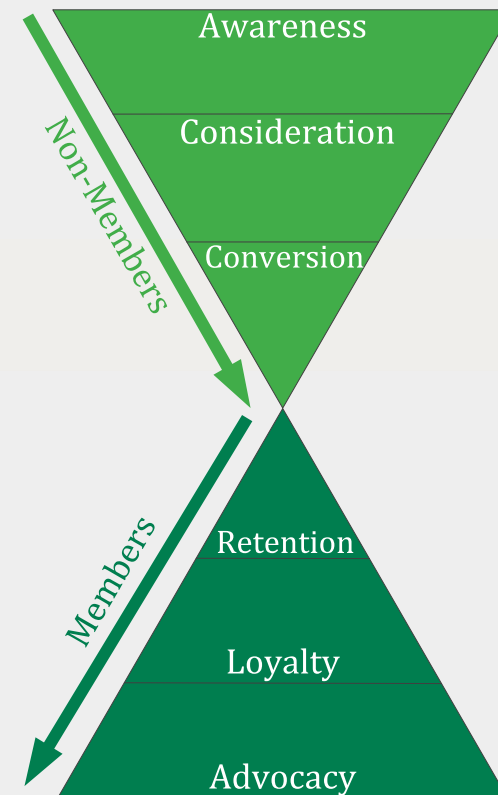 Awareness
Consideration
Non-Members
Conversion
Retention
Members
Loyalty
Advocacy